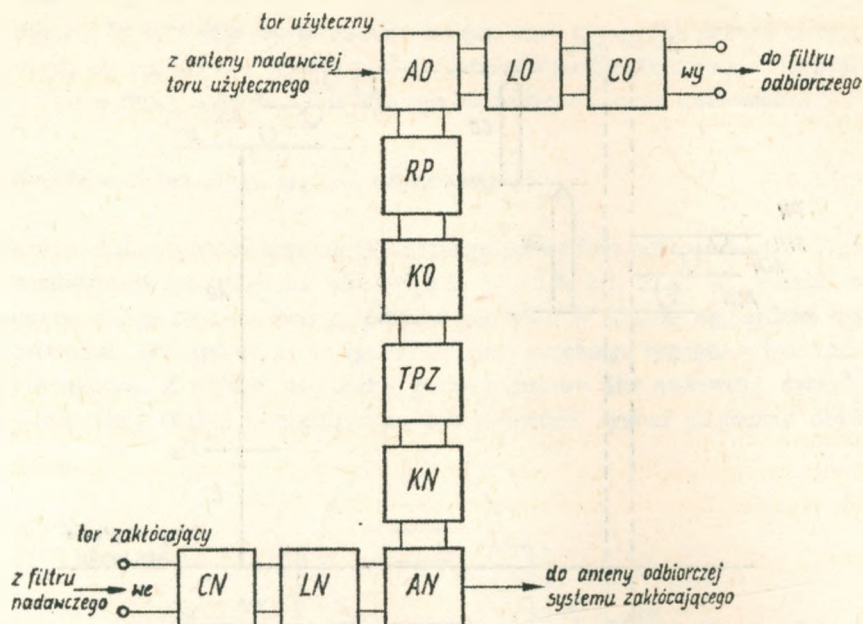 tor użyteczny
z anteny nadawczej
toru użytecznego
AO
LO
CO
wy
do filtru
odbiorczego
RP
KO
TPZ
KN
tor zakłócający
z filtru
nadawczego
we
CN
LN
AN
do anteny odbiorczej
systemu zakłócającego